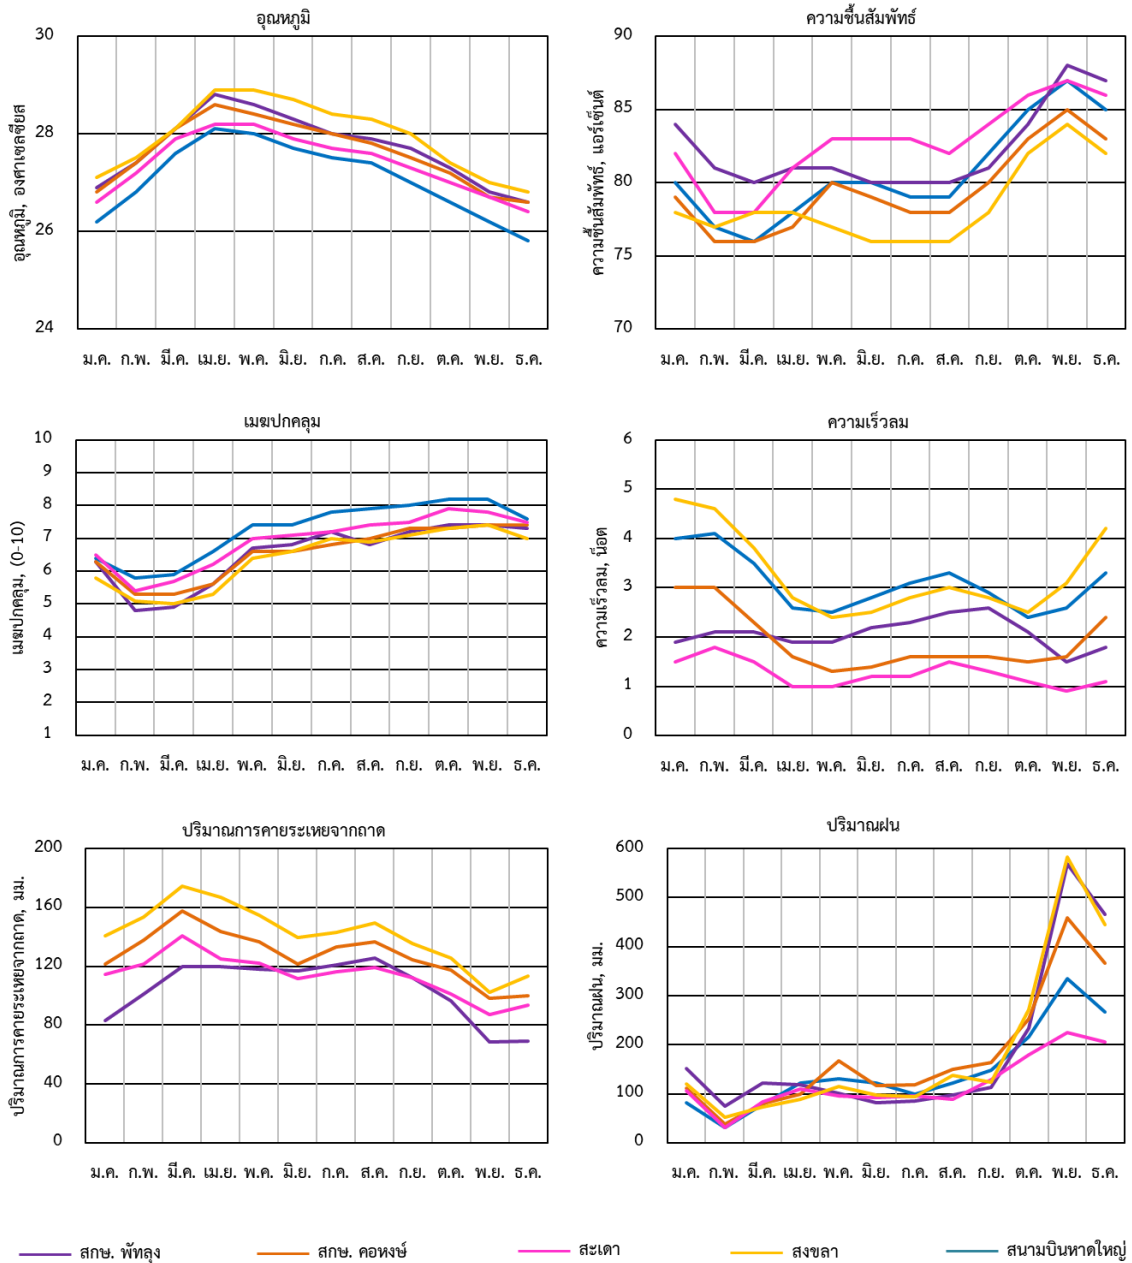 อุณหภูมิ
30
28
26
24
อุณหภูมิ, องศาเซลเซียส
ม.ค. ก.พ. มี.ค. เม.ย. พ.ค. มิ.ย. ก.ค. ส.ค. ก.ย. ต.ค. พ.ย. ธ.ค.
ความชื้นสัมพัทธ์
90
85
80
75
70
ความชื้นสัมพัทธ์, แอร์เซ็นต์
ม.ค. ก.พ. มี.ค. เม.ย. พ.ค. มิ.ย. ก.ค. ส.ค. ก.ย. ต.ค. พ.ย. ธ.ค.
เมฆปกคลุม
10
9
8
7
6
5
4
3
2
1
เมฆปกคลุม, (0-10)
ม.ค. ก.พ. มี.ค. เม.ย. พ.ค. มิ.ย. ก.ค. ส.ค. ก.ย. ต.ค. พ.ย. ธ.ค.
ความเร็วลม
6
5
4
3
2
1
0
ความเร็วลม, น็อต
ม.ค. ก.พ. มี.ค. เม.ย. พ.ค. มิ.ย. ก.ค. ส.ค. ก.ย. ต.ค. พ.ย. ธ.ค.
ปริมาณการคายระเหยจากถาด
200
160
120
80
40
0
ปริมาณการคายระเหยจากถาด, มม.
ม.ค. ก.พ. มี.ค. เม.ย. พ.ค. มิ.ย. ก.ค. ส.ค. ก.ย. ต.ค. พ.ย. ธ.ค.
ปริมาณฝน
600
500
400
300
200
100
0
ปริมาณฝน, มม.
ม.ค. ก.พ. มี.ค. เม.ย. พ.ค. มิ.ย. ก.ค. ส.ค. ก.ย. ต.ค. พ.ย. ธ.ค.
สกษ. พัทลุง สกษ. คอหงษ์ สะเดา สงขลา สนามบินหาดใหญ่